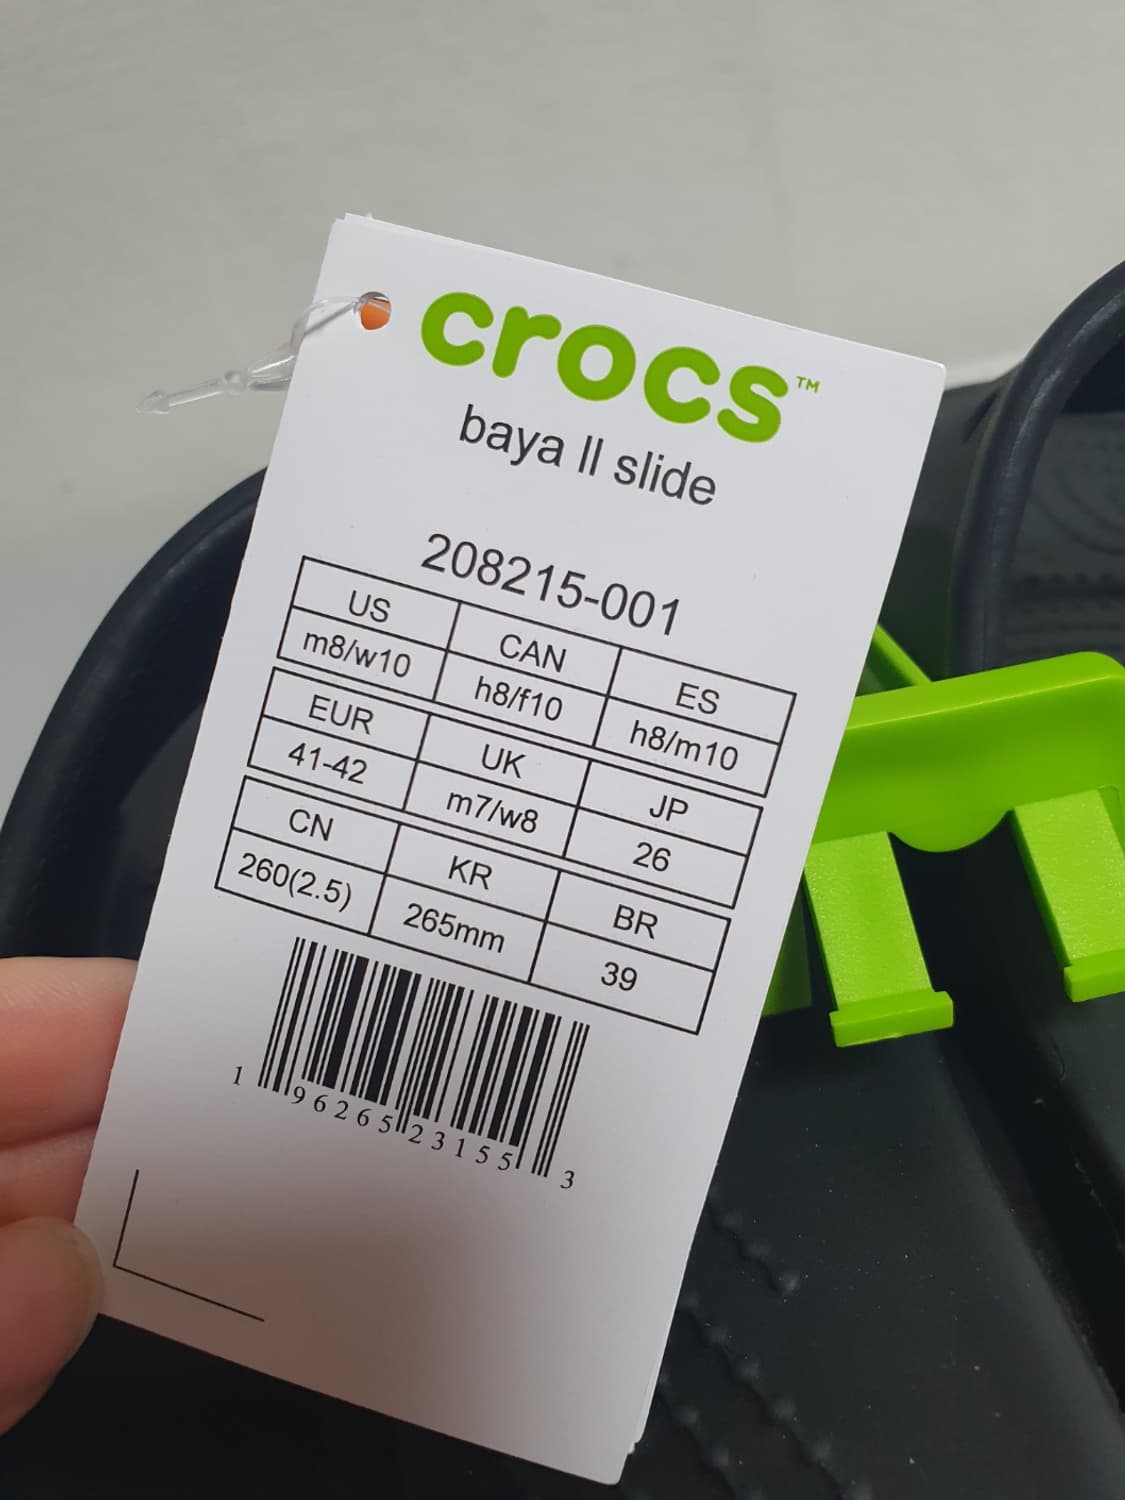 crocs™
baya II slide
208215-001
US CAN ES
m8/w10 h8/f10 h8/m10
EUR UK JP
41-42 m7/w8 26
CN KR BR
260(2.5) 265mm 39
1 96265 23155 3